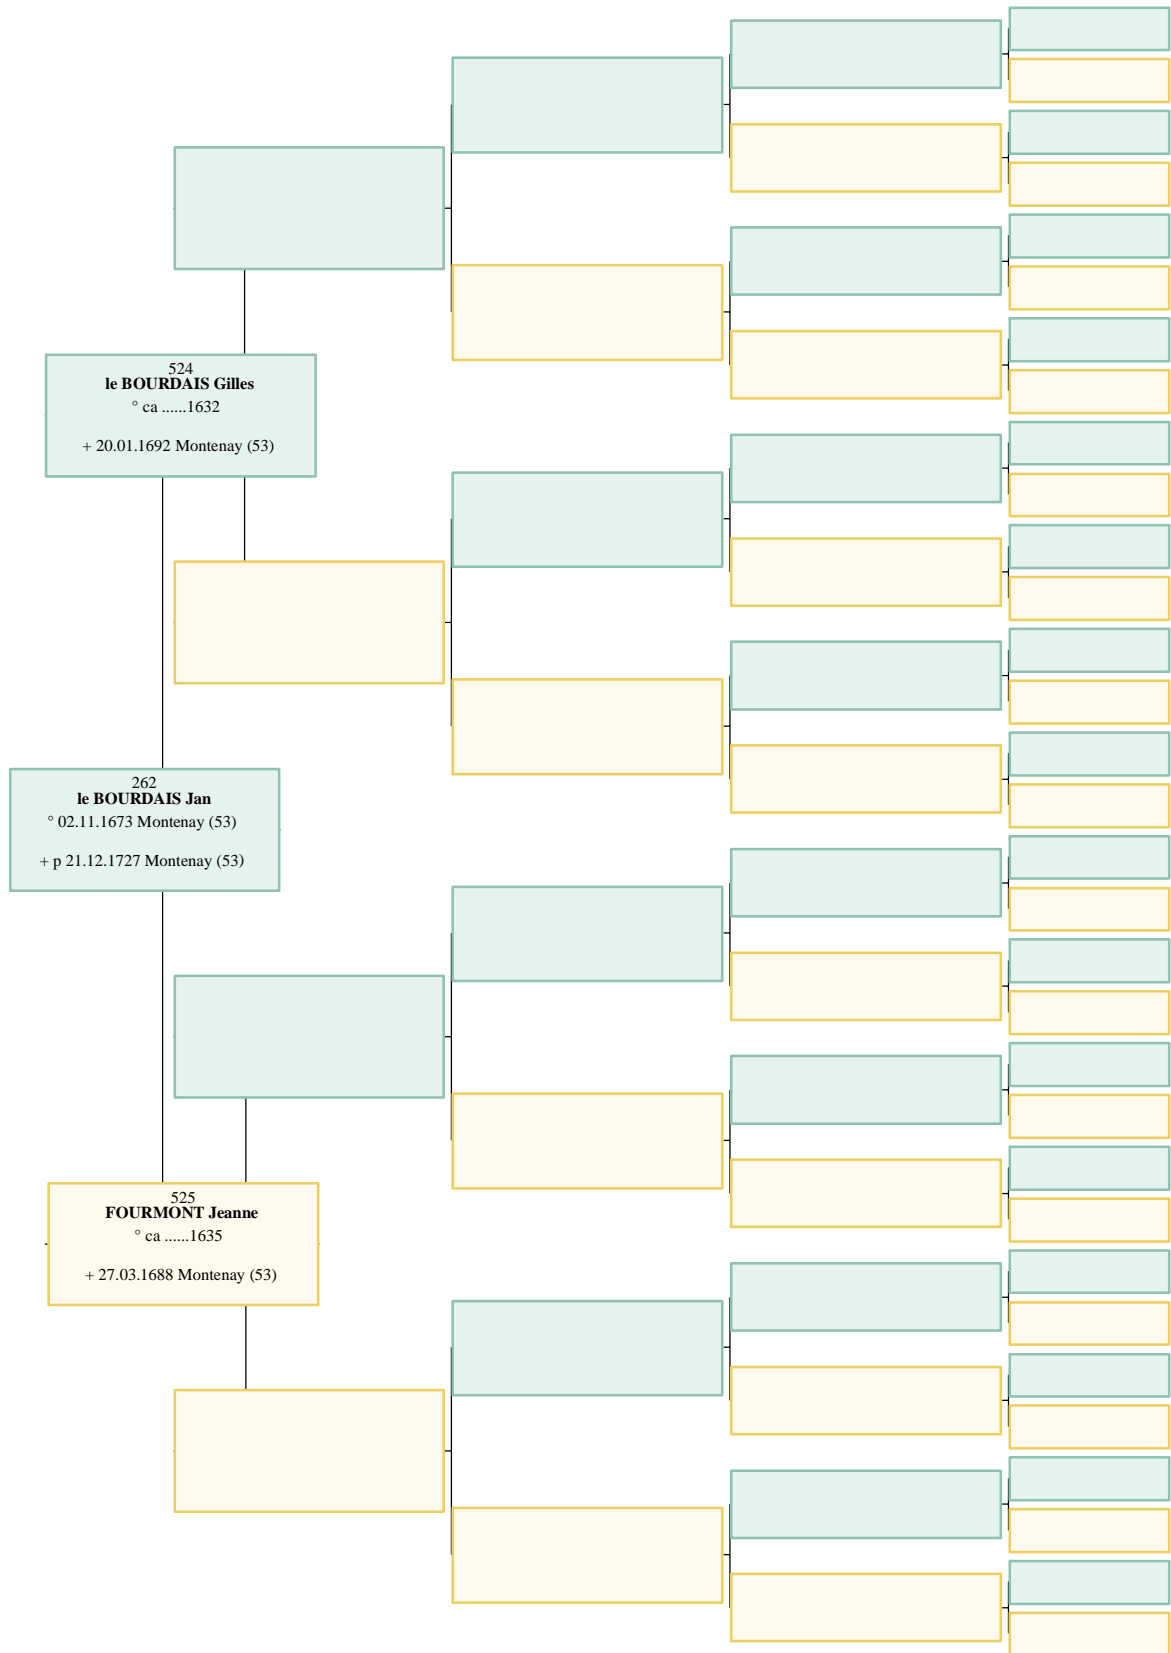 524
le BOURDAIS Gilles
° ca ......1632
+ 20.01.1692 Montenay (53)
262
le BOURDAIS Jan
° 02.11.1673 Montenay (53)
+ p 21.12.1727 Montenay (53)
525
FOURMONT Jeanne
° ca ......1635
+ 27.03.1688 Montenay (53)